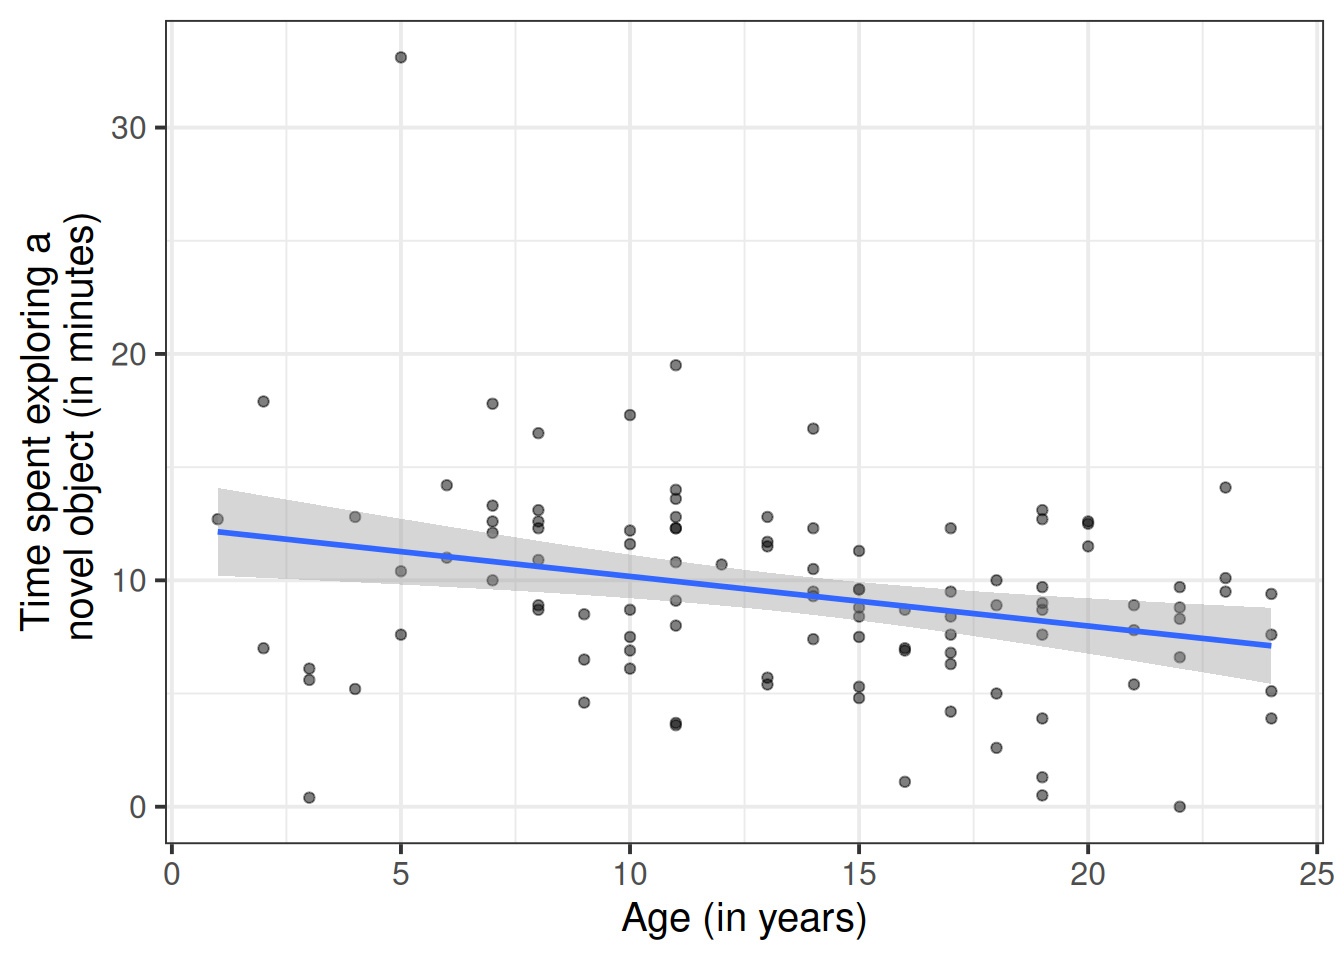 Time spent exploring a
novel object (in minutes)
30
20
10
0
0 5 10 15 20 25
Age (in years)